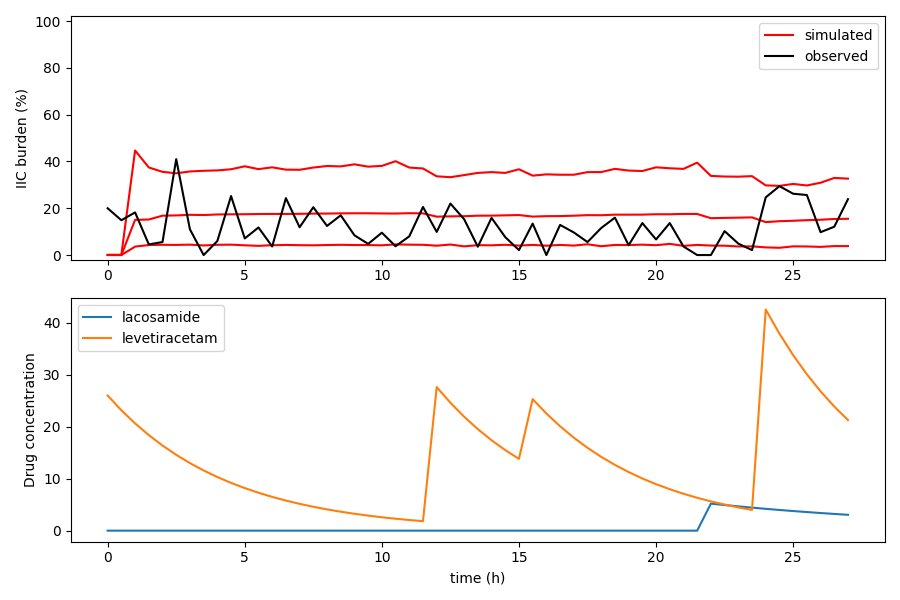 100
80
60
40
20
0
IIC burden (%)
simulated
observed
0 5 10 15 20 25
lacosamide
levetiracetam
40
30
20
10
0
Drug concentration
0 5 10 15 20 25
time (h)